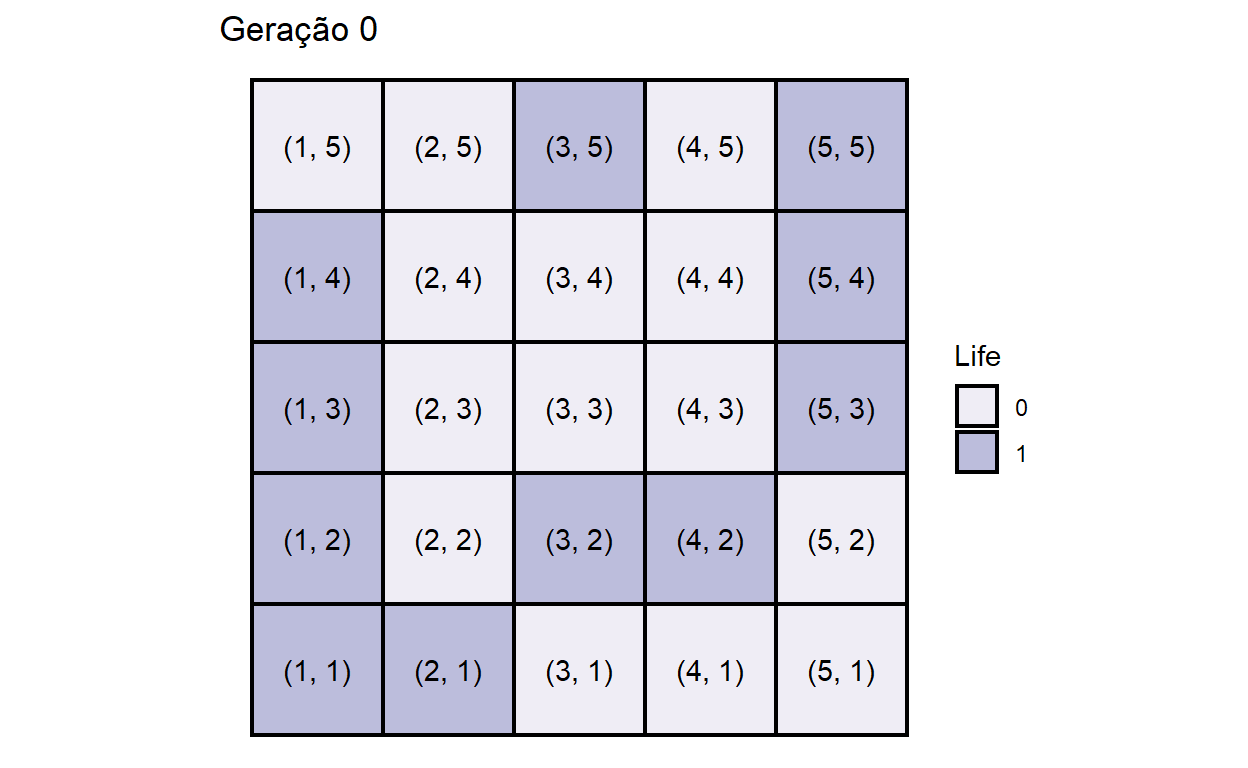 Geração 0
(1, 5) (2, 5) (3, 5) (4, 5) (5, 5)
(1, 4) (2, 4) (3, 4) (4, 4) (5, 4)
(1, 3) (2, 3) (3, 3) (4, 3) (5, 3)
(1, 2) (2, 2) (3, 2) (4, 2) (5, 2)
(1, 1) (2, 1) (3, 1) (4, 1) (5, 1)
Life
0
1